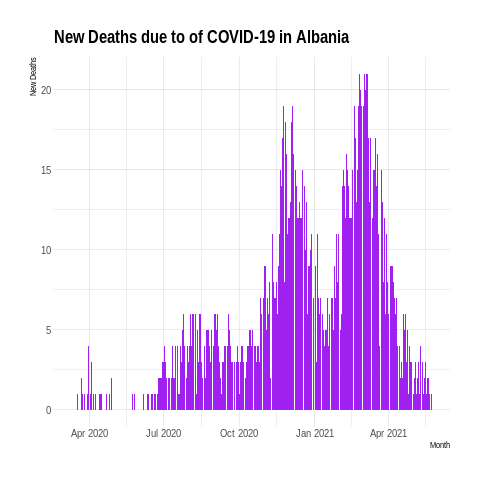 New Deaths due to of COVID-19 in Albania
New Deaths
20
15
10
5
0
Apr 2020 Jul 2020 Oct 2020 Jan 2021 Apr 2021
Month